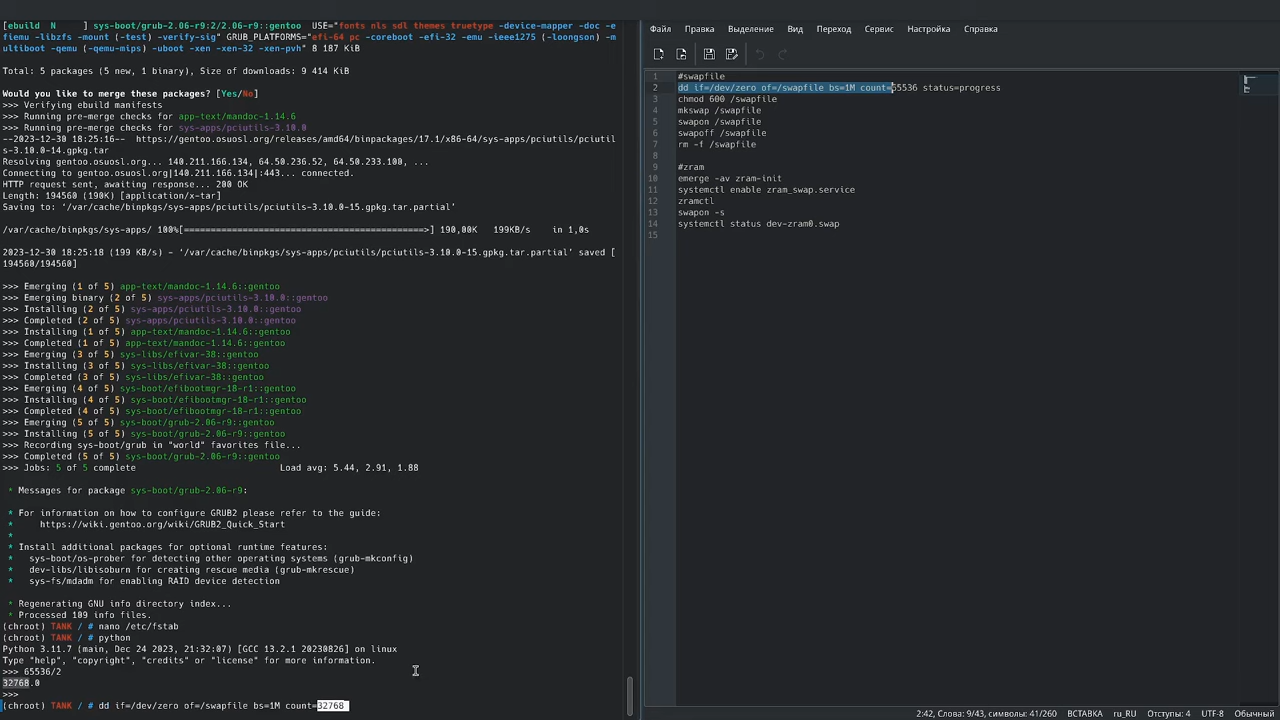 [ebuild  N     ] sys-boot/grub-2.06-r9:2/2.06-r9::gentoo  USE="fonts nls sdl themes truetype -device-mapper -doc -e
fiemu -libzfs -mount (-test) -verify-sig" GRUB_PLATFORMS="efi-64 pc -coreboot -efi-32 -emu -ieee1275 (-loongson) -m
ultiboot -qemu (-qemu-mips) -uboot -xen -xen-32 -xen-pvh" 8 187 KiB
Total: 5 packages (5 new, 1 binary), Size of downloads: 9 414 KiB
Would you like to merge these packages? [Yes/No]
>>> Verifying ebuild manifests
>>> Running pre-merge checks for app-text/mandoc-1.14.6
>>> Running pre-merge checks for sys-apps/pciutils-3.10.0
--2023-12-30 18:25:16--  https://gentoo.osuosl.org/releases/amd64/binpackages/17.1/x86-64/sys-apps/pciutils/pciutil
s-3.10.0-14.gpkg.tar
Resolving gentoo.osuosl.org... 140.211.166.134, 64.50.236.52, 64.50.233.100, ...
Connecting to gentoo.osuosl.org|140.211.166.134|:443... connected.
HTTP request sent, awaiting response... 200 OK
Length: 194560 (190K) [application/x-tar]
Saving to: '/var/cache/binpkgs/sys-apps/pciutils/pciutils-3.10.0-15.gpkg.tar.partial'
/var/cache/binpkgs/sys-apps/ 100%[=============================================>] 190,00K   199KB/s    in 1,0s
2023-12-30 18:25:18 (199 KB/s) - '/var/cache/binpkgs/sys-apps/pciutils/pciutils-3.10.0-15.gpkg.tar.partial' saved [
194560/194560]
>>> Emerging (1 of 5) app-text/mandoc-1.14.6::gentoo
>>> Emerging binary (2 of 5) sys-apps/pciutils-3.10.0::gentoo
>>> Installing (2 of 5) sys-apps/pciutils-3.10.0::gentoo
>>> Completed (2 of 5) sys-apps/pciutils-3.10.0::gentoo
>>> Installing (1 of 5) app-text/mandoc-1.14.6::gentoo
>>> Completed (1 of 5) app-text/mandoc-1.14.6::gentoo
>>> Emerging (3 of 5) sys-libs/efivar-38::gentoo
>>> Installing (3 of 5) sys-libs/efivar-38::gentoo
>>> Completed (3 of 5) sys-libs/efivar-38::gentoo
>>> Emerging (4 of 5) sys-boot/efibootmgr-18-r1::gentoo
>>> Installing (4 of 5) sys-boot/efibootmgr-18-r1::gentoo
>>> Completed (4 of 5) sys-boot/efibootmgr-18-r1::gentoo
>>> Emerging (5 of 5) sys-boot/grub-2.06-r9::gentoo
>>> Installing (5 of 5) sys-boot/grub-2.06-r9::gentoo
>>> Recording sys-boot/grub in "world" favorites file...
>>> Completed (5 of 5) sys-boot/grub-2.06-r9::gentoo
>>> Jobs: 5 of 5 complete                           Load avg: 5.44, 2.91, 1.88
 * Messages for package sys-boot/grub-2.06-r9:
 * For information on how to configure GRUB2 please refer to the guide:
 *     https://wiki.gentoo.org/wiki/GRUB2_Quick_Start
 *
 * Install additional packages for optional runtime features:
 *   sys-boot/os-prober for detecting other operating systems (grub-mkconfig)
 *   dev-libs/libisoburn for creating rescue media (grub-mkrescue)
 *   sys-fs/mdadm for enabling RAID device detection
 * Regenerating GNU info directory index...
 * Processed 109 info files.
(chroot) TANK / # nano /etc/fstab
(chroot) TANK / # python
Python 3.11.7 (main, Dec 24 2023, 21:32:07) [GCC 13.2.1 20230826] on linux
Type "help", "copyright", "credits" or "license" for more information.
>>> 65536/2
32768.0
>>>
(chroot) TANK / # dd if=/dev/zero of=/swapfile bs=1M count=32768
Файл Правка Выделение Вид Переход Сервис Настройка Справка
1 #swapfile
2 dd if=/dev/zero of=/swapfile bs=1M count=65536 status=progress
3 chmod 600 /swapfile
4 mkswap /swapfile
5 swapon /swapfile
6 swapoff /swapfile
7 rm -f /swapfile
8
9 #zram
10 emerge -av zram-init
11 systemctl enable zram_swap.service
12 zramctl
13 swapon -s
14 systemctl status dev-zram0.swap
15
2:42, Слова: 9/43, символы: 41/260 ВСТАВКА ru_RU Отступы: 4 UTF-8 Обычный